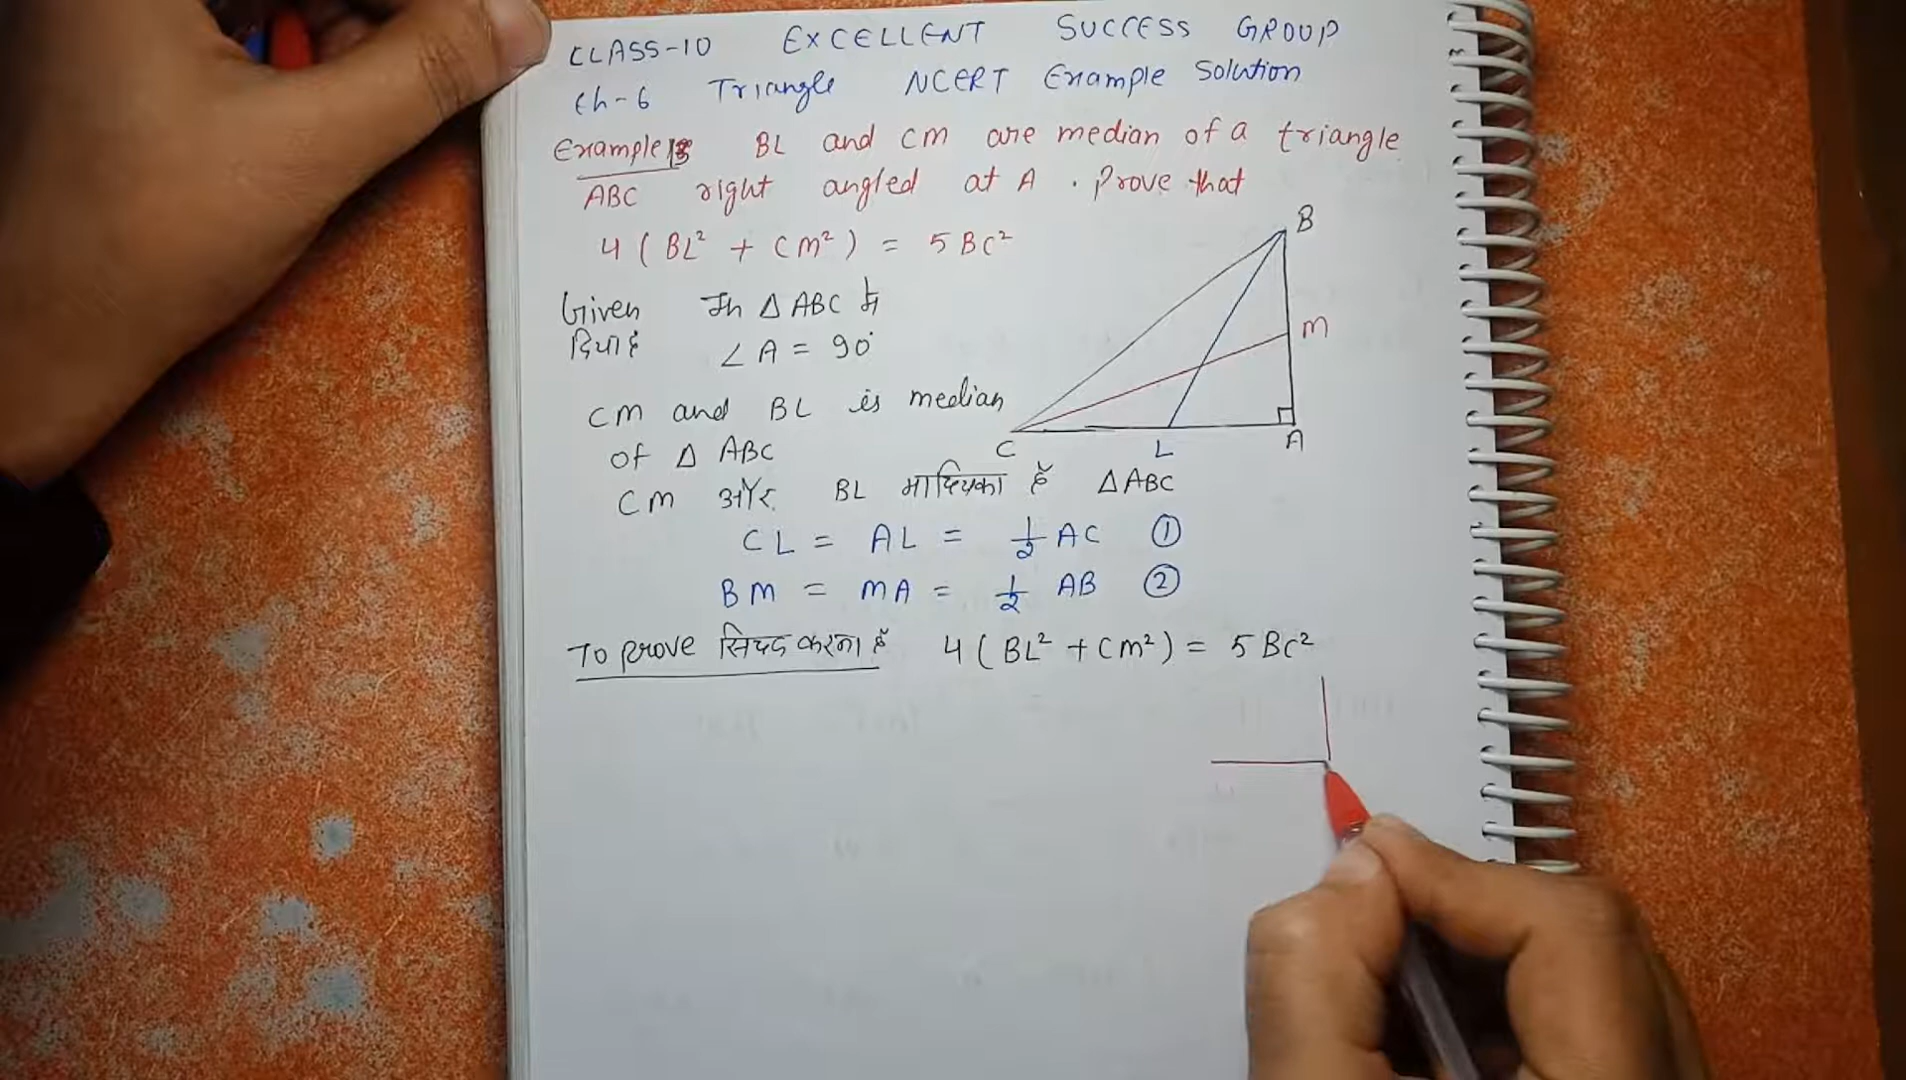 CLASS-10 EXCELLENT SUCCESS GROUP
Ch-6 Triangle NCERT Example Solution
Example 13 BL and CM are median of a triangle
ABC right angled at A . Prove that
4 ( BL² + CM² ) = 5 BC²
B
M
A
L
C
Given In Δ ABC में
दिया है ∠A = 90°
CM and BL is median
of Δ ABC
CM और BL माध्यिका है ΔABC
CL = AL = 1/2 AC ①
BM = MA = 1/2 AB ②
To prove सिद्ध करना है 4 ( BL² + CM² ) = 5 BC²